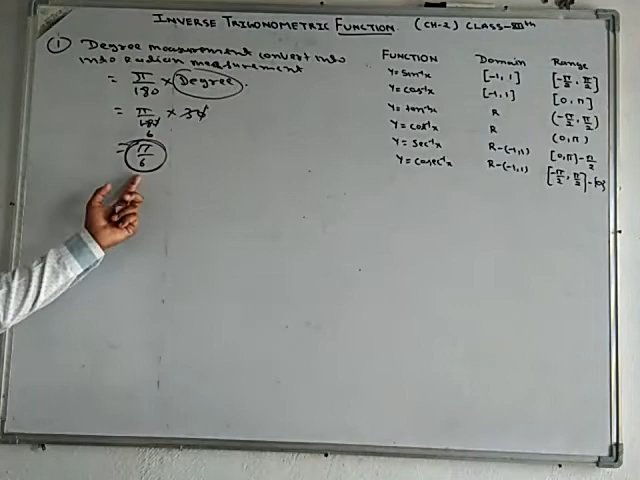 INVERSE TRIGONOMETRIC FUNCTION (CH-2) CLASS-XIIth
① Degree measurement convert into
into Radian measurement
= π/180 × Degree.
= π/180 × 30
6
= π/6
FUNCTION Domain Range
Y=sin⁻¹x [-1, 1] [-π/2, π/2]
Y=cos⁻¹x [-1, 1] [0, π]
Y=tan⁻¹x R (-π/2, π/2)
Y=cot⁻¹x R (0, π)
Y=sec⁻¹x R-(-1,1) [0,π]-π/2
Y=cosec⁻¹x R-(-1,1) [-π/2, π/2]-{0}